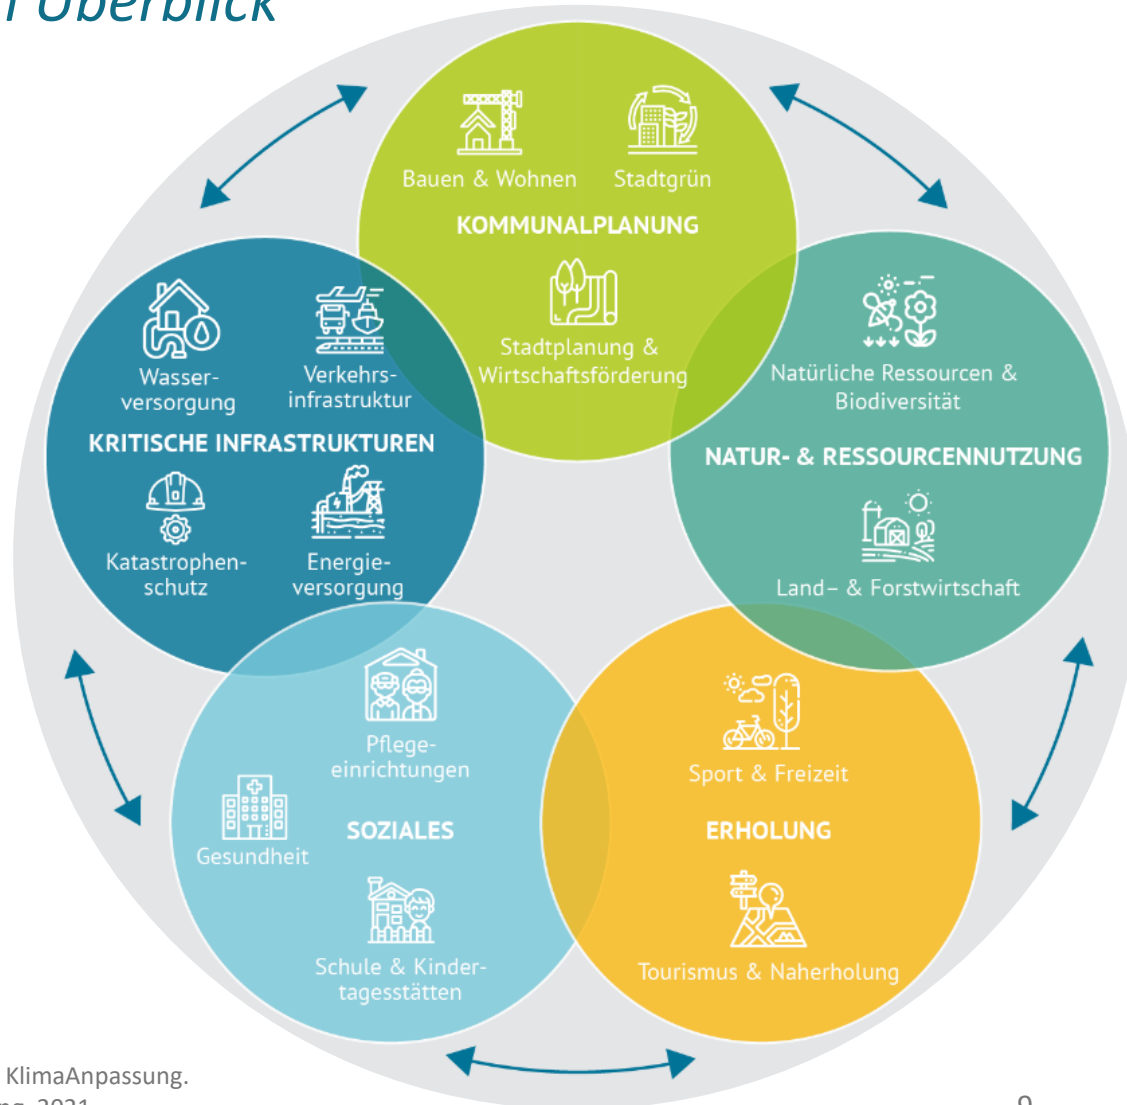 Überblick
Bauen & Wohnen
Stadtgrün
KOMMUNALPLANUNG
Stadtplanung &
Wirtschaftsförderung
Wasser-
versorgung
Verkehrs-
infrastruktur
KRITISCHE INFRASTRUKTUREN
Katastrophen-
schutz
Energie-
versorgung
Natürliche Ressourcen &
Biodiversität
NATUR- & RESSOURCENNUTZUNG
Land– & Forstwirtschaft
Pflege-
einrichtungen
Gesundheit
SOZIALES
Schule & Kinder-
tagesstätten
Sport & Freizeit
ERHOLUNG
Tourismus & Naherholung
KlimaAnpassung.
2021
9